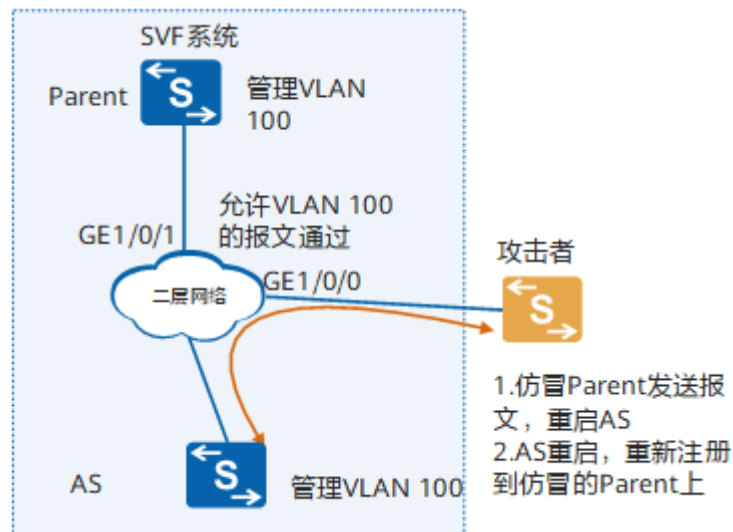 SVF系统
Parent
管理VLAN
100
允许VLAN 100
的报文通过
GE1/0/1
攻击者
GE1/0/0
二层网络
1.仿冒Parent发送报
文，重启AS
2.AS重启，重新注册
到仿冒的Parent上
AS
管理VLAN 100
S
S
S